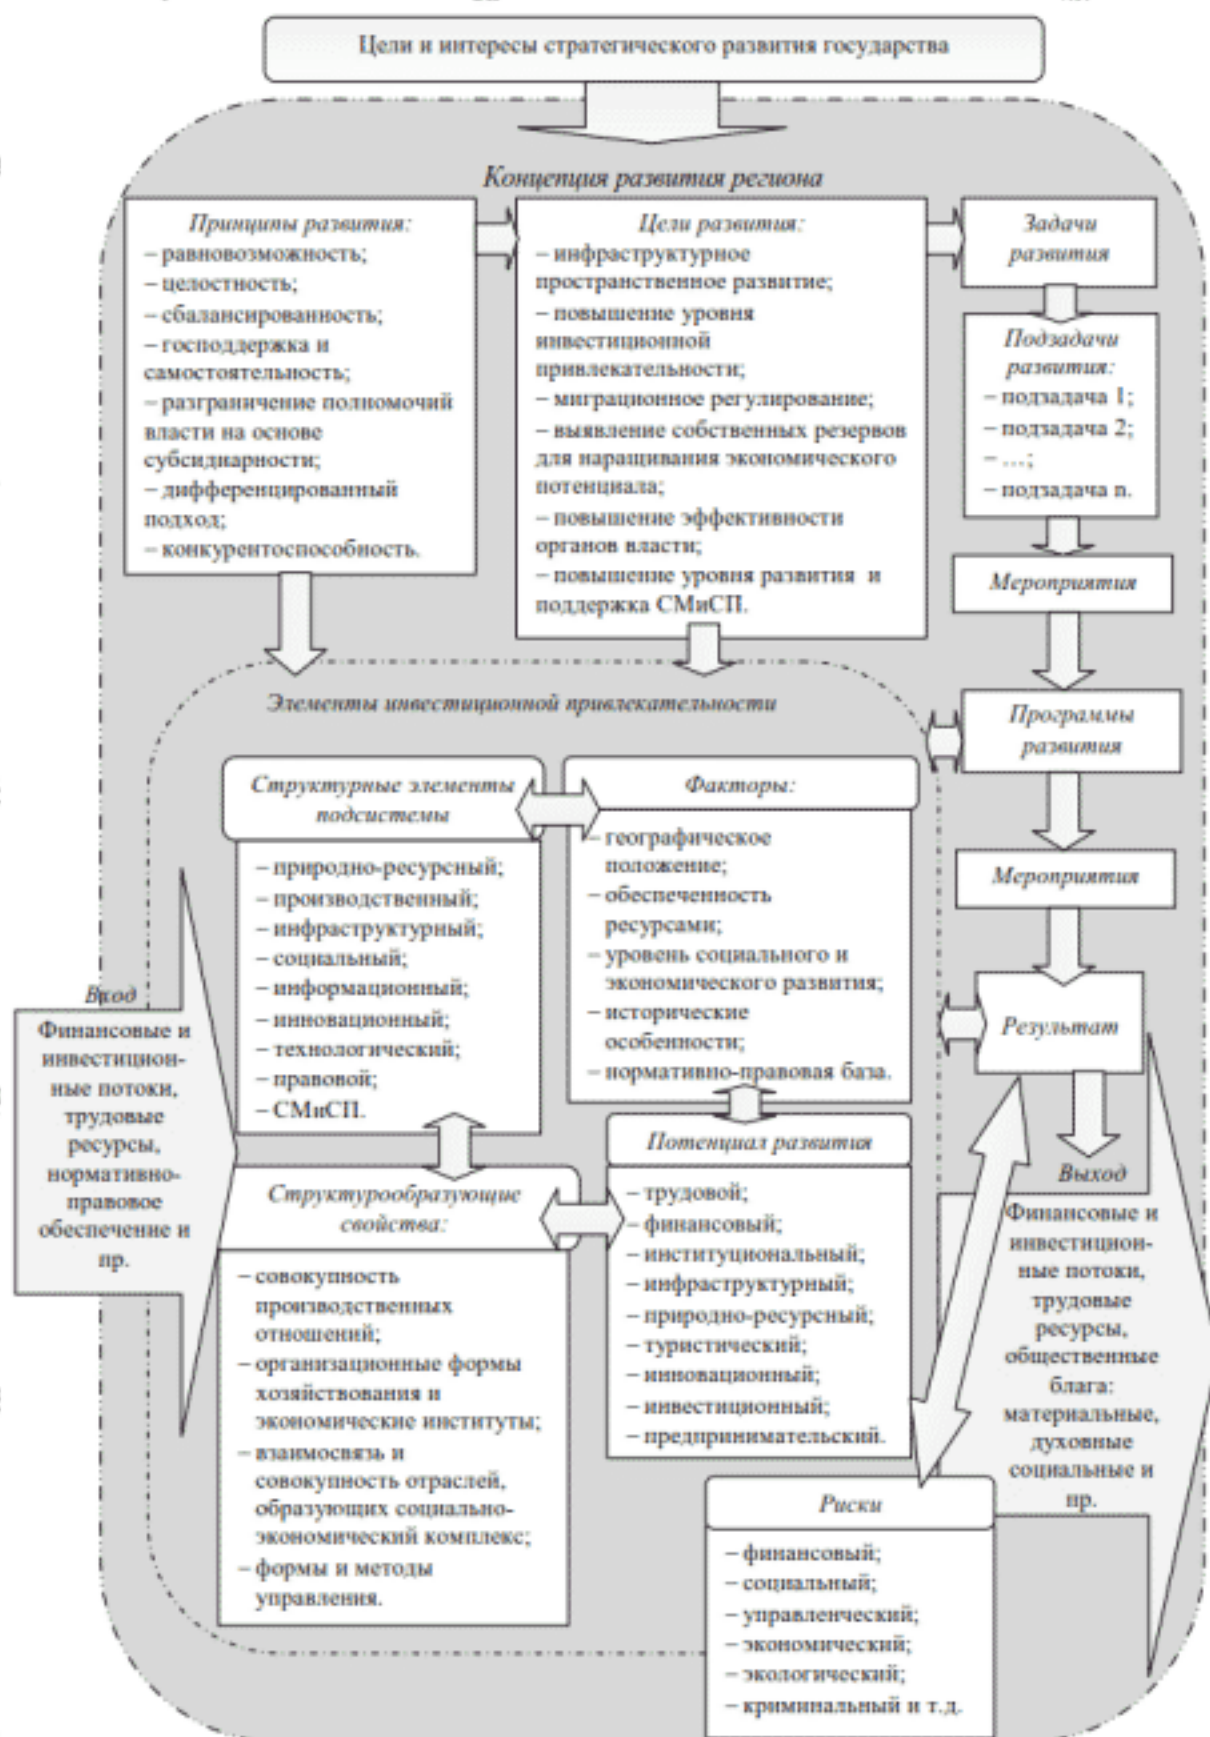 Цели и интересы стратегического развития государства
Концепция развития региона
Принципы развития:
– равновозможность;
– целостность;
– сбалансированность;
– господдержка и
самостоятельность;
– разграничение полномочий
власти на основе
субсидиарности;
– дифференцированный
подход;
– конкурентоспособность.
Цели развития:
– инфраструктурное
пространственное развитие;
– повышение уровня
инвестиционной
привлекательности;
– миграционное регулирование;
– выявление собственных резервов
для наращивания экономического
потенциала;
– повышение эффективности
органов власти;
– повышение уровня развития и
поддержка СМиСП.
Задачи
развития
Подзадачи
развития:
– подзадача 1;
– подзадача 2;
– …;
– подзадача n.
Мероприятия
Программы
развития
Мероприятия
Результат
Элементы инвестиционной привлекательности
Структурные элементы
подсистемы
– природно-ресурсный;
– производственный;
– инфраструктурный;
– социальный;
– информационный;
– инновационный;
– технологический;
– правовой;
– СМиСП.
Факторы:
– географическое
положение;
– обеспеченность
ресурсами;
– уровень социального и
экономического развития;
– исторические
особенности;
– нормативно-правовая база.
Вход
Финансовые и
инвестицион-
ные потоки,
трудовые
ресурсы,
нормативно-
правовое
обеспечение и
пр.
Структурообразующие
свойства:
– совокупность
производственных
отношений;
– организационные формы
хозяйствования и
экономические институты;
– взаимосвязь и
совокупность отраслей,
образующих социально-
экономический комплекс;
– формы и методы
управления.
Потенциал развития
– трудовой;
– финансовый;
– институциональный;
– инфраструктурный;
– природно-ресурсный;
– туристический;
– инновационный;
– инвестиционный;
– предпринимательский.
Выход
Финансовые и
инвестицион-
ные потоки,
трудовые
ресурсы,
общественные
блага:
материальные,
духовные
социальные и
пр.
Риски
– финансовый;
– социальный;
– управленческий;
– экономический;
– экологический;
– криминальный и т.д.